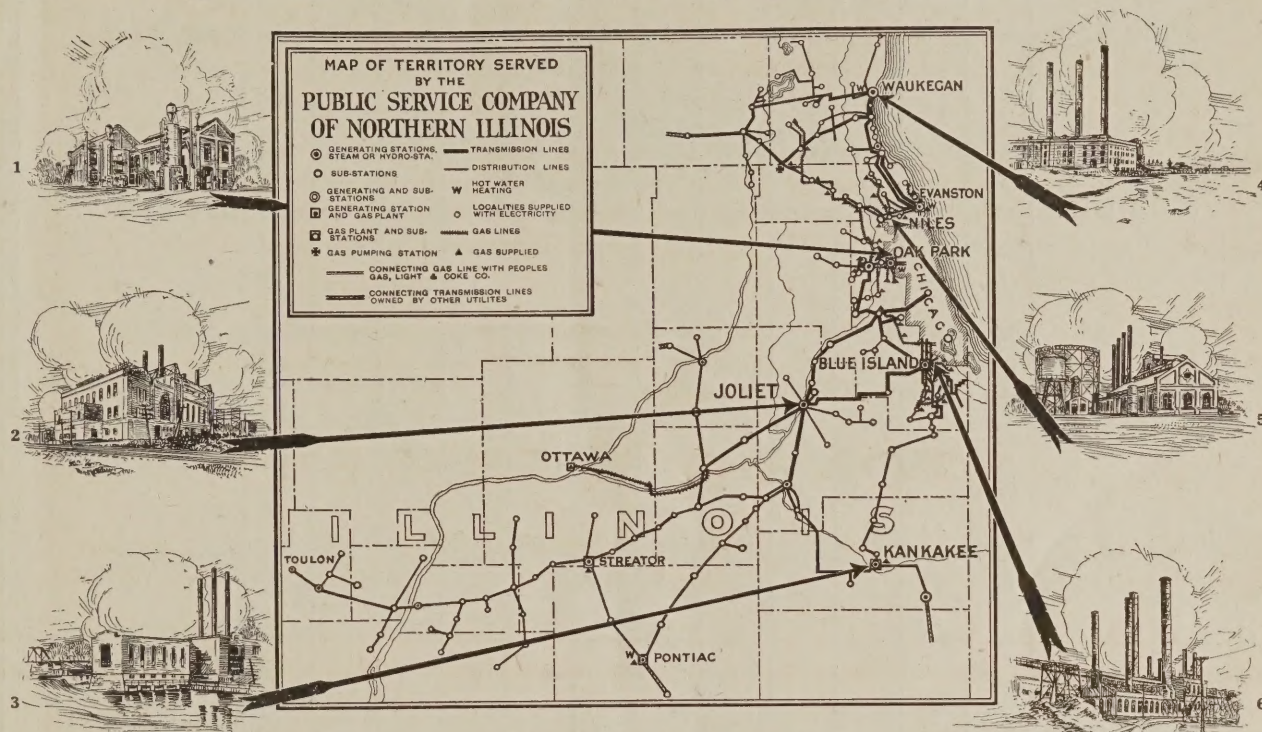 MAP OF TERRITORY SERVED
BY THE
PUBLIC SERVICE COMPANY
OF NORTHERN ILLINOIS
GENERATING STATIONS,
STEAM OR HYDRO-STA.
SUB-STATIONS
GENERATING AND SUB-
STATIONS
GENERATING STATION
AND GAS PLANT
GAS PLANT AND SUB-
STATIONS
GAS PUMPING STATION
TRANSMISSION LINES
DISTRIBUTION LINES
W HOT WATER
HEATING
LOCALITIES SUPPLIED
WITH ELECTRICITY
GAS LINES
GAS SUPPLIED
CONNECTING GAS LINE WITH PEOPLES
GAS, LIGHT & COKE CO.
CONNECTING TRANSMISSION LINES
OWNED BY OTHER UTILITES
1
2
3
4
5
6
W WAUKEGAN
EVANSTON
W
NILES
OAK PARK
W
CHICAGO
BLUE ISLAND
JOLIET
OTTAWA
ILLINOIS
TOULON
STREATOR
KANKAKEE
W PONTIAC